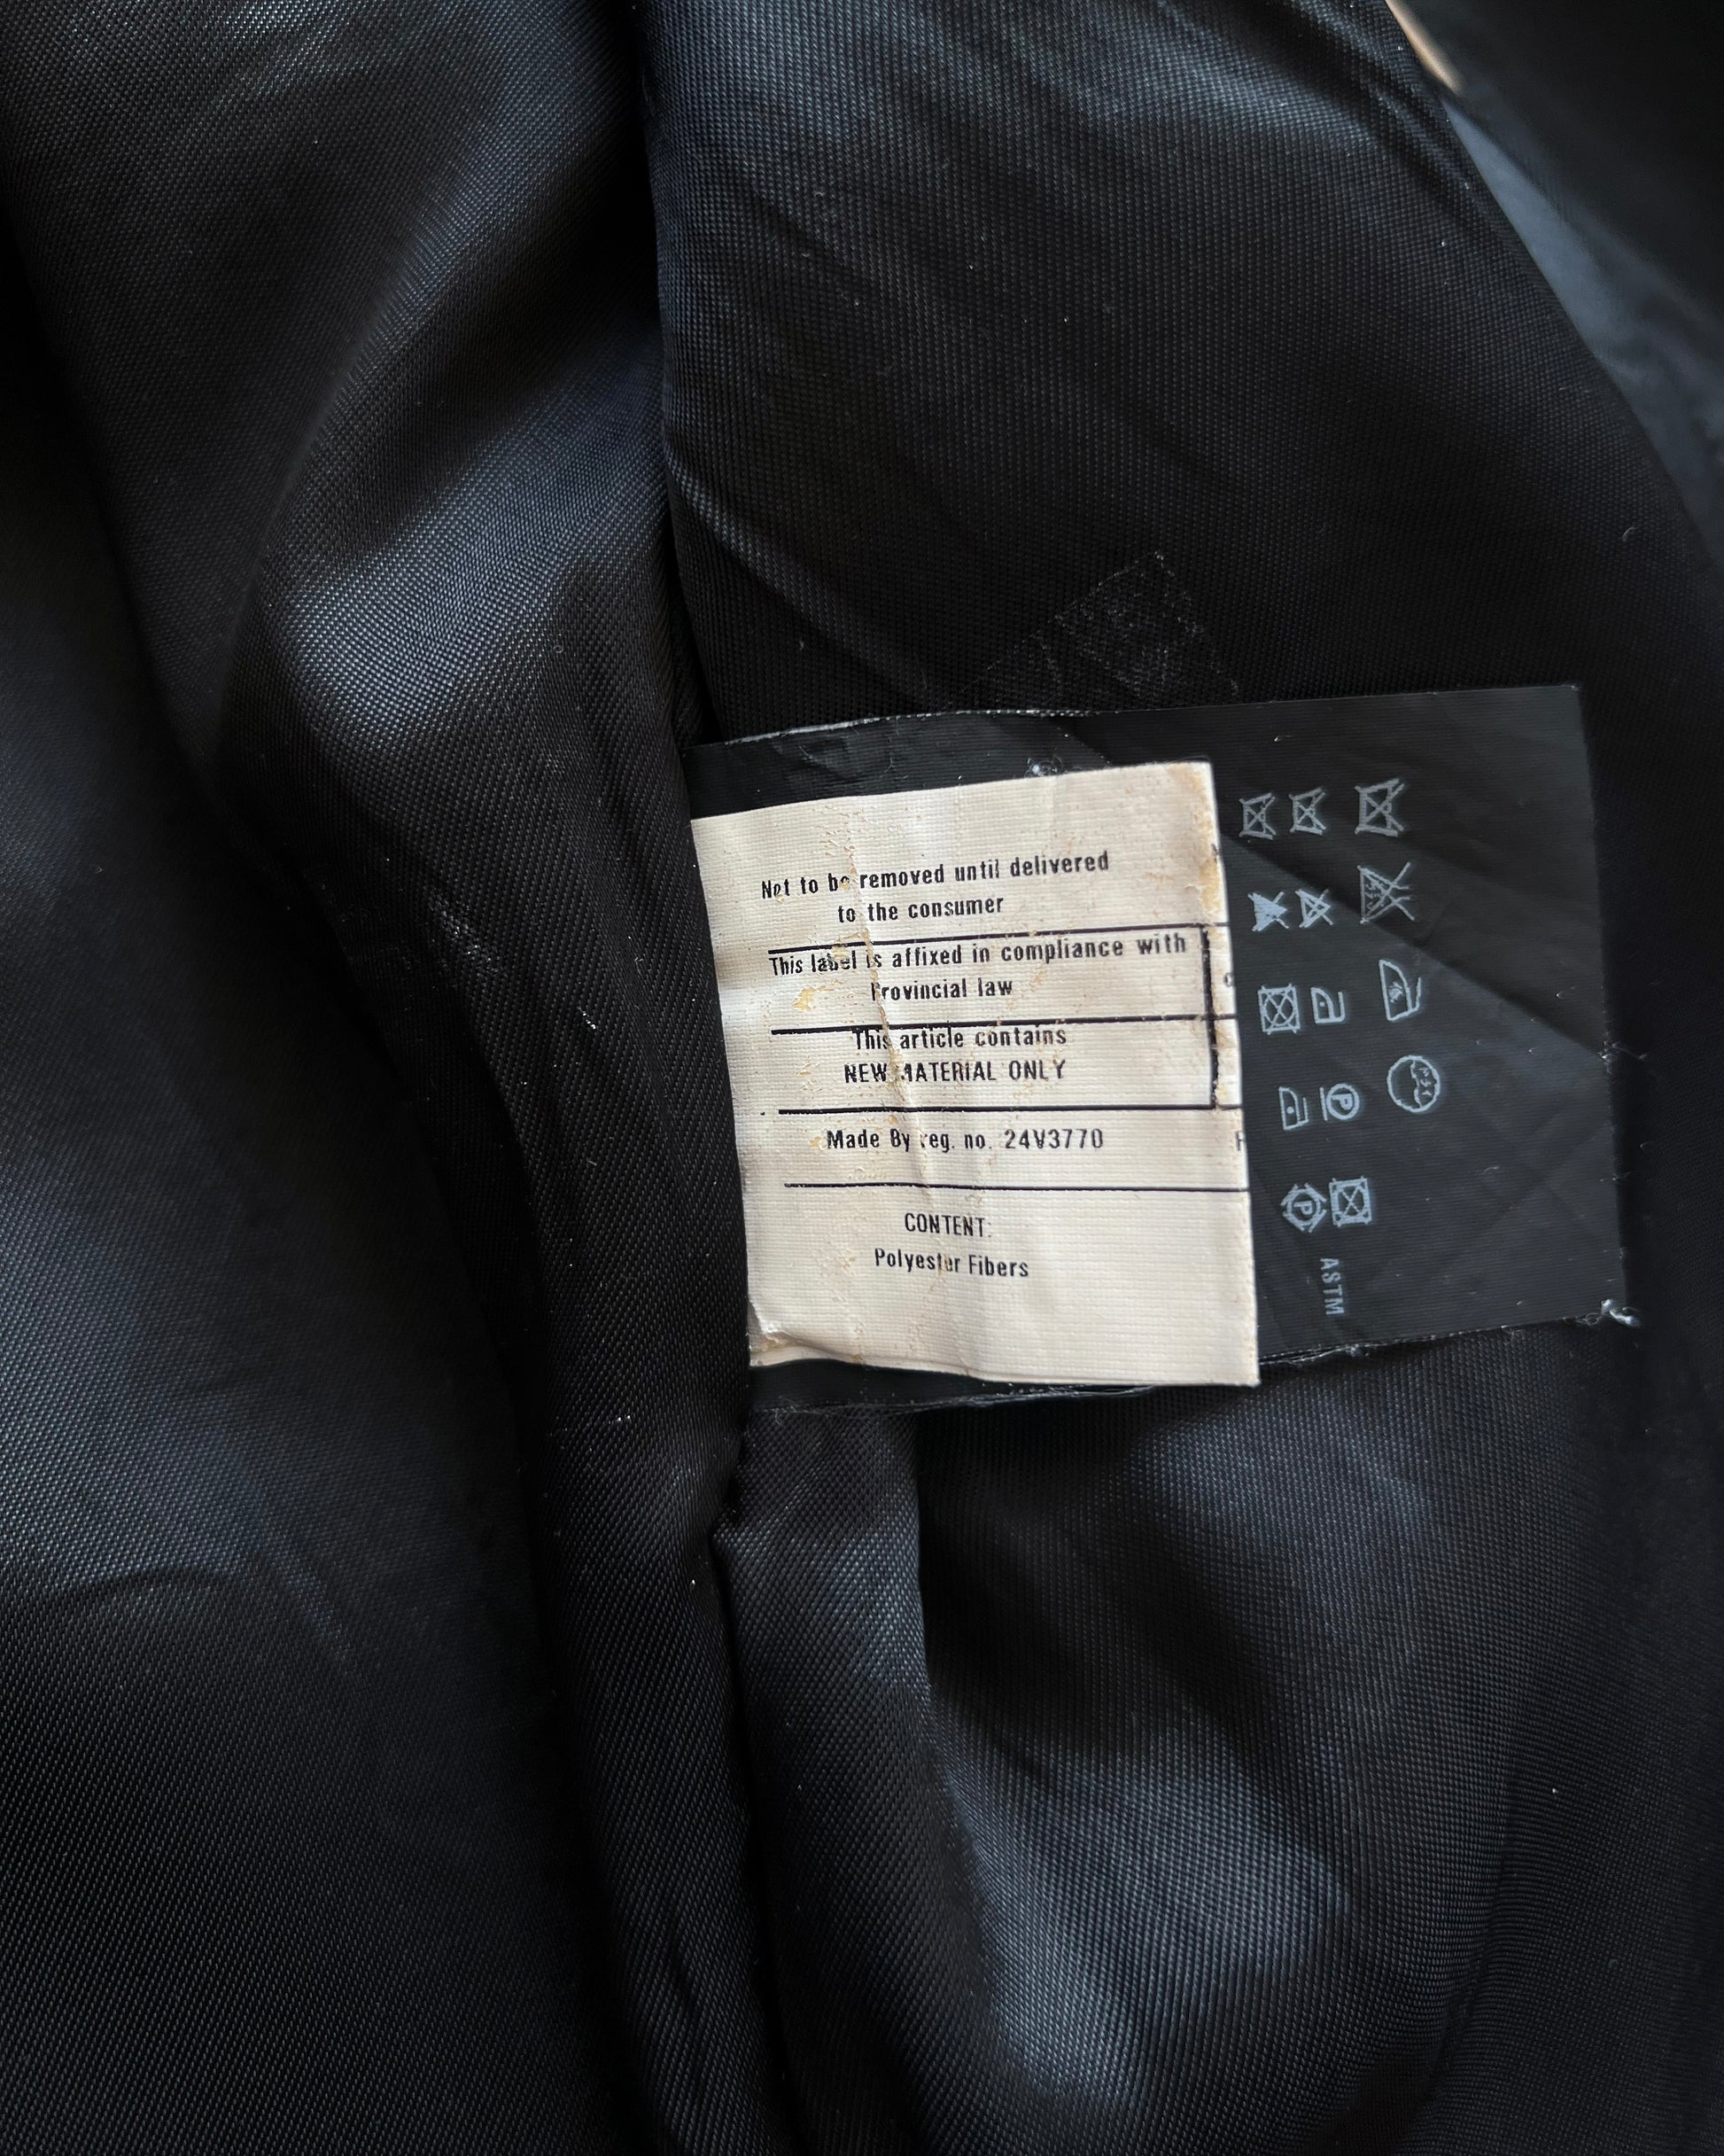 Not to be removed until delivered
to the consumer
This label is affixed in compliance with
Provincial law
This article contains
NEW MATERIAL ONLY
Made By reg. no. 24V3770
CONTENT:
Polyester Fibers
ASTM